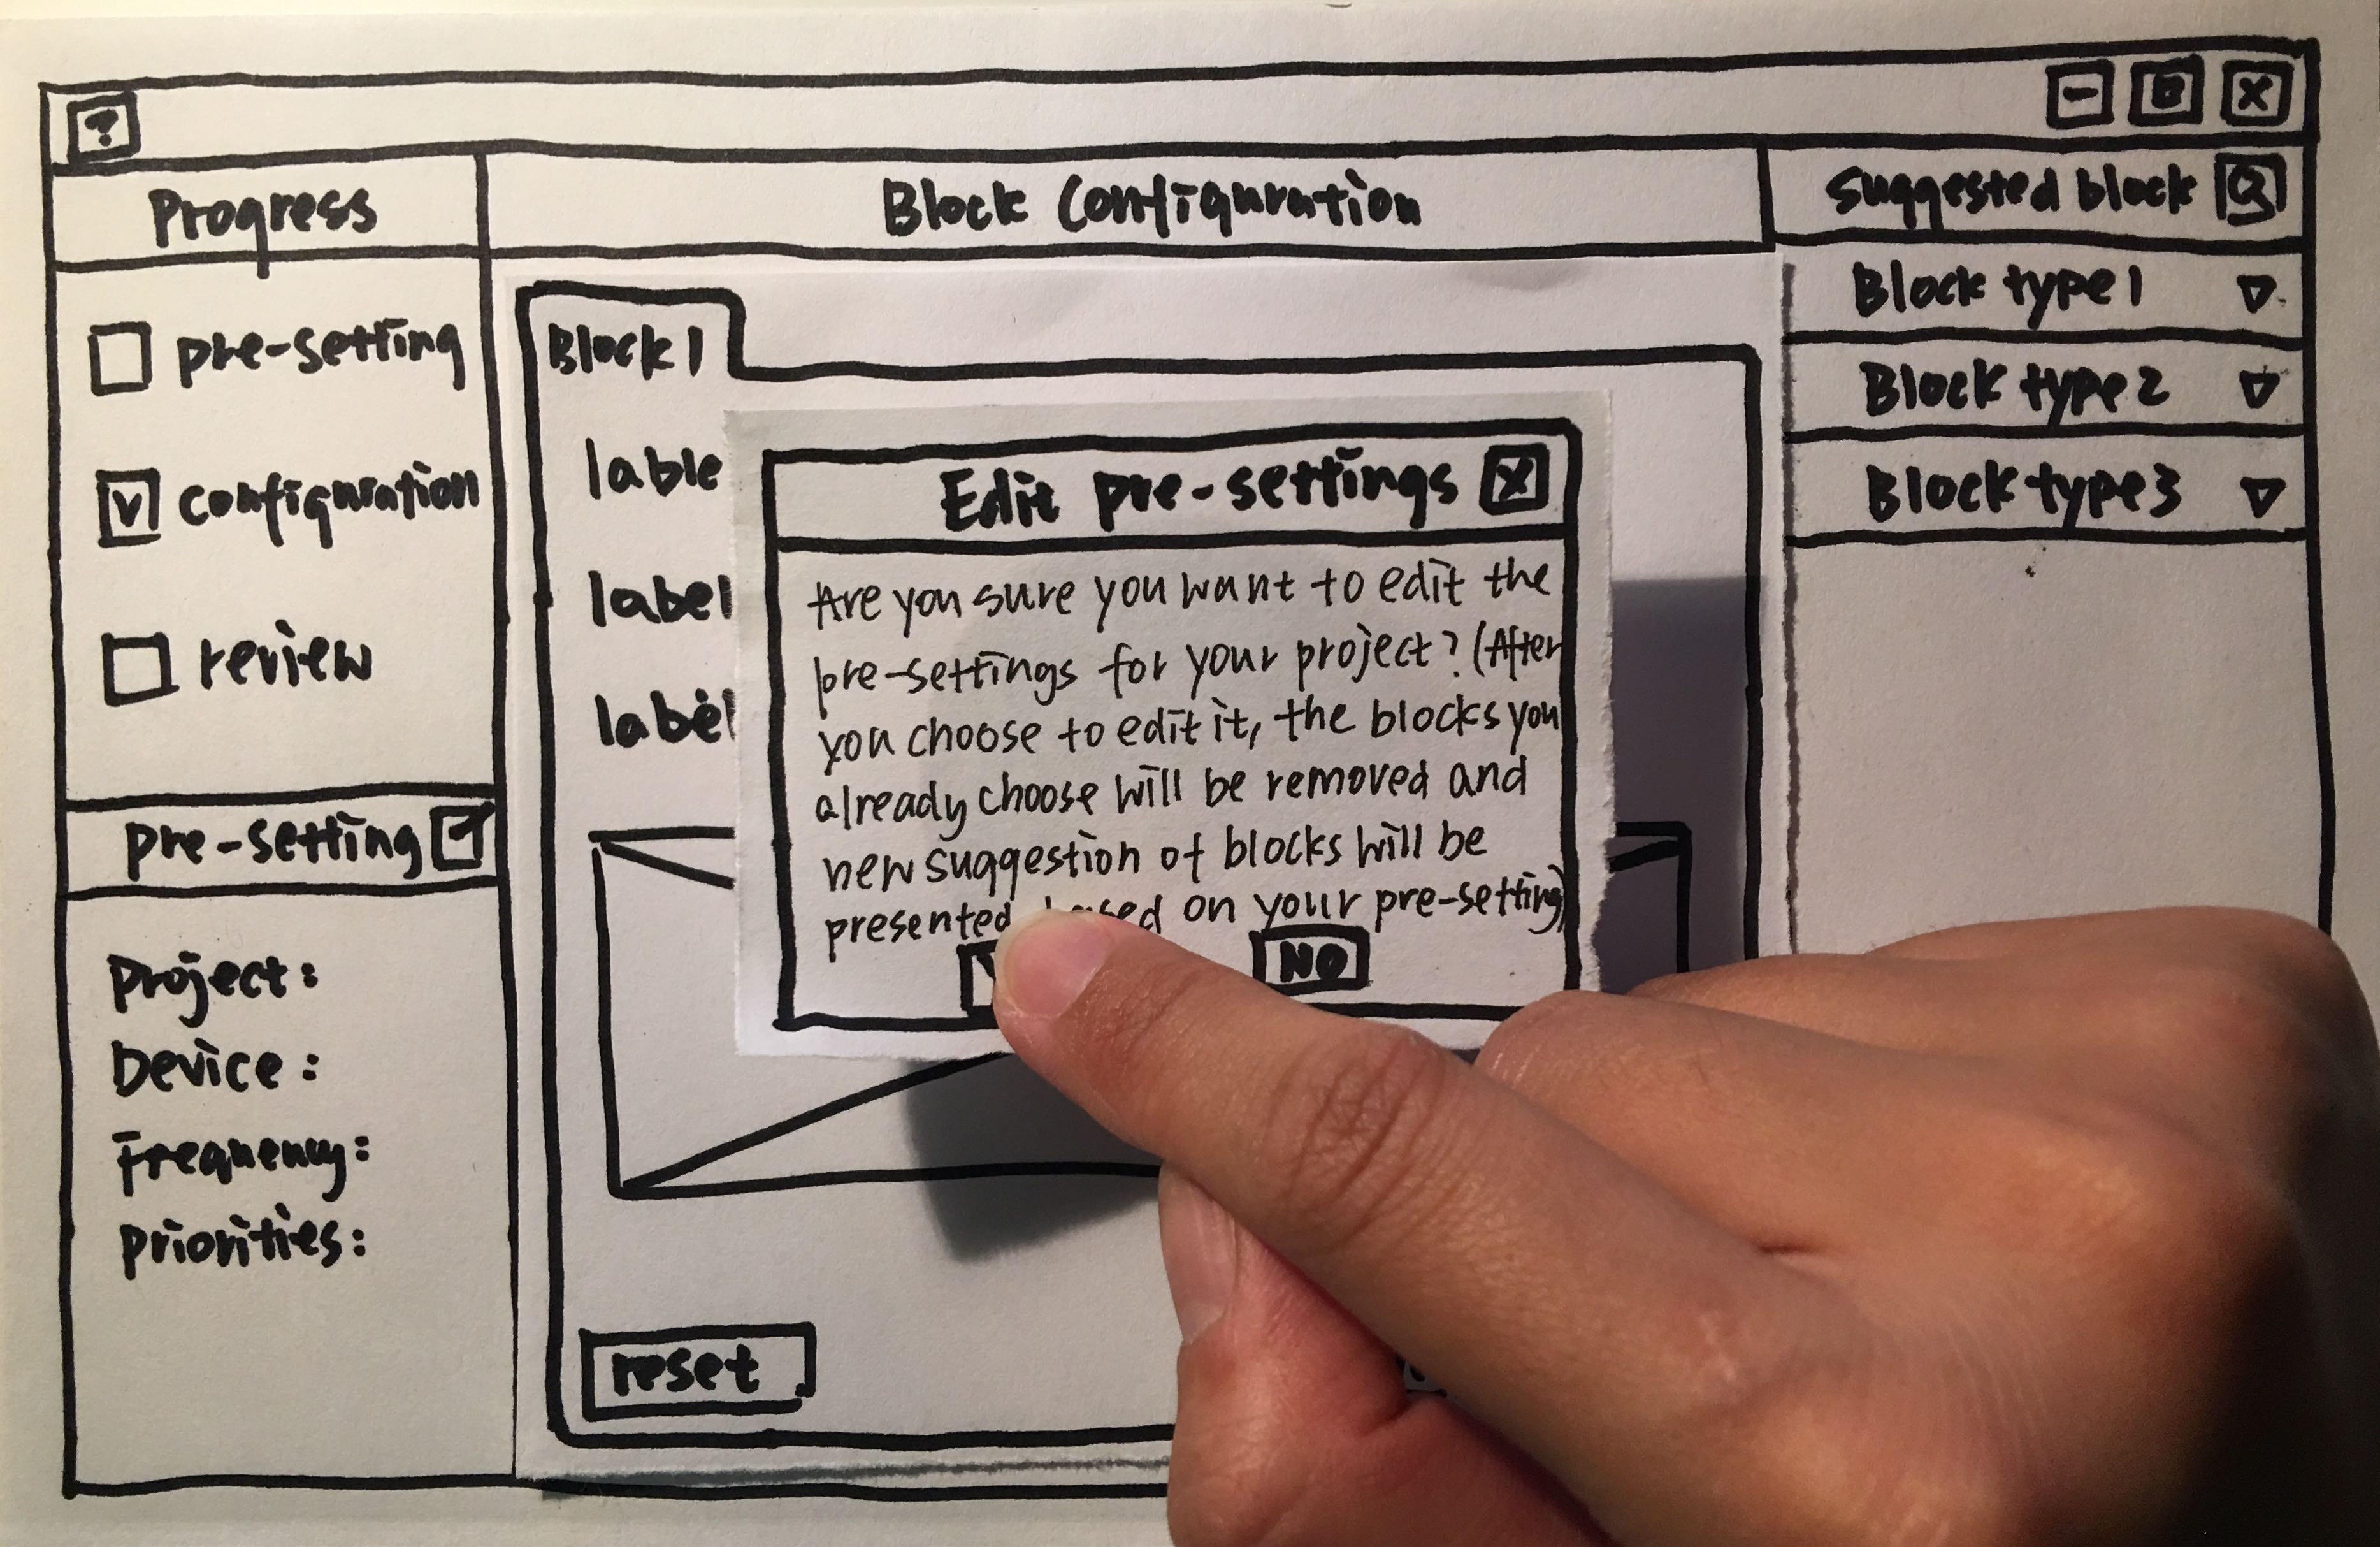 ?
Progress
Block Configuration
suggested block
Block type 1
Block type 2
Block type 3
pre-setting
v configuration
review
Block 1
lable
label
label
Edit pre-settings X
Are you sure you want to edit the
pre-settings for your project? (After
you choose to edit it, the blocks you
already choose will be removed and
new suggestion of blocks will be
presented based on your pre-setting)
NO
pre-setting
Project:
Device:
Frequency:
Priorities:
reset